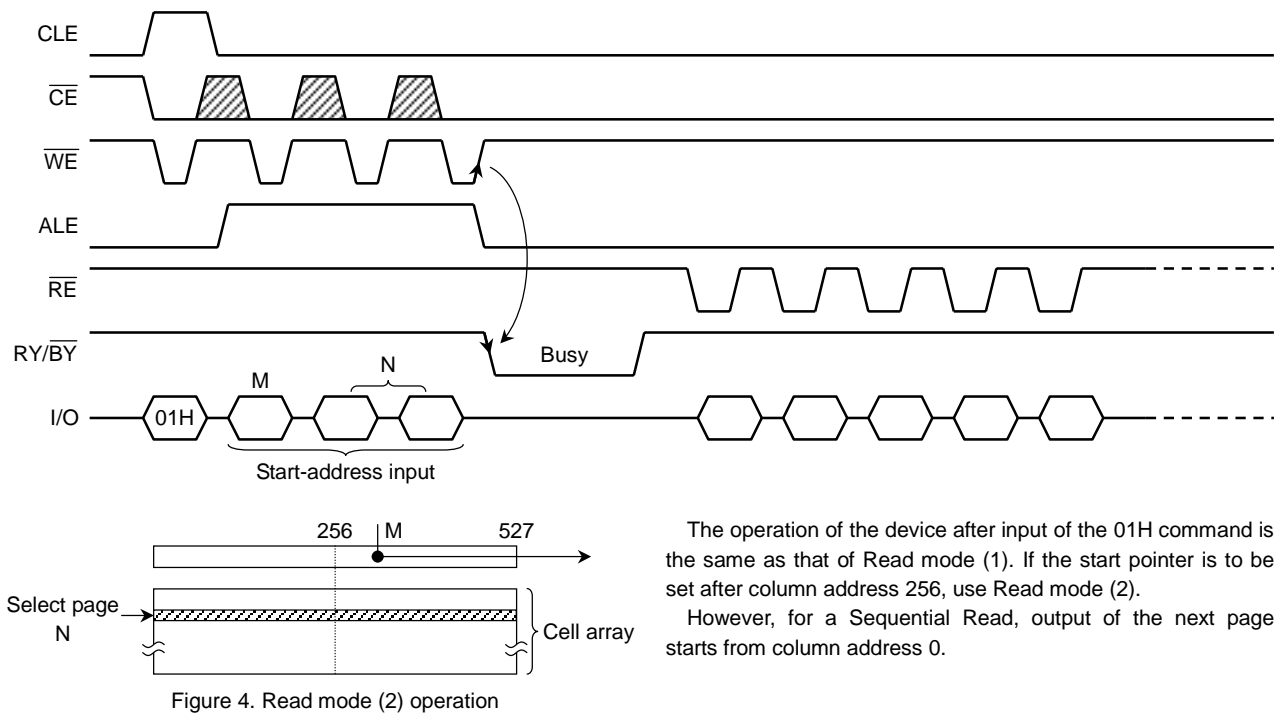 CLE
CE
WE
ALE
RE
RY/BY
Busy
M
N
I/O
01H
Start-address input
256
M
527
Select page
N
Cell array
Figure 4. Read mode (2) operation
The operation of the device after input of the 01H command is
the same as that of Read mode (1). If the start pointer is to be
set after column address 256, use Read mode (2).
However, for a Sequential Read, output of the next page
starts from column address 0.